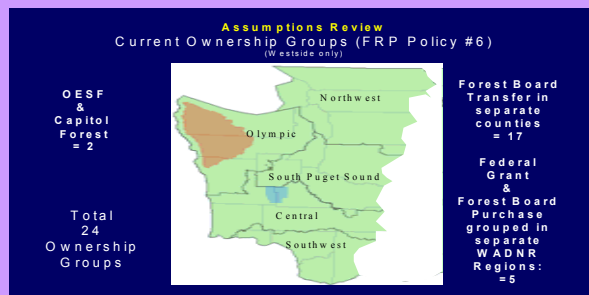 Assumptions Review
Current Ownership Groups (FRP Policy #6)
(Westside only)
OESF
&
Capitol
Forest
= 2
Total
24
Ownership
Groups
Northwest
Olympic
South Puget Sound
Central
Southwest
Forest Board
Transfer in
separate
counties
= 17
Federal
Grant
&
Forest Board
Purchase
grouped in
separate
WADNR
Regions:
=5